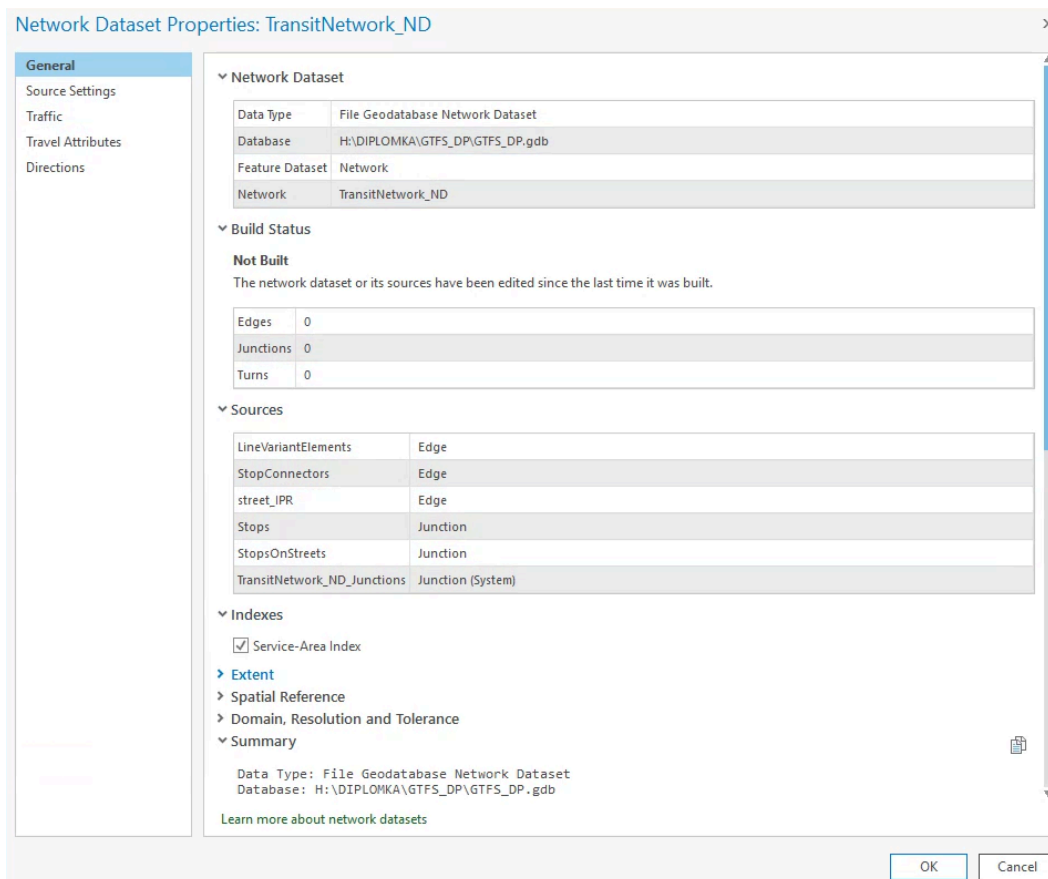 Network Dataset Properties: TransitNetwork_ND
General
Source Settings
Traffic
Travel Attributes
Directions
Network Dataset
Data Type File Geodatabase Network Dataset
Database H:\DIPLOMKA\GTFS_DP\GTFS_DP.gdb
Feature Dataset Network
Network TransitNetwork_ND
Build Status
Not Built
The network dataset or its sources have been edited since the last time it was built.
Edges 0
Junctions 0
Turns 0
Sources
LineVariantElements Edge
StopConnectors Edge
street_IPR Edge
Stops Junction
StopsOnStreets Junction
TransitNetwork_ND_Junctions Junction (System)
Indexes
Service-Area Index
Extent
Spatial Reference
Domain, Resolution and Tolerance
Summary
Data Type: File Geodatabase Network Dataset
Database: H:\DIPLOMKA\GTFS_DP\GTFS_DP.gdb
Learn more about network datasets
OK Cancel